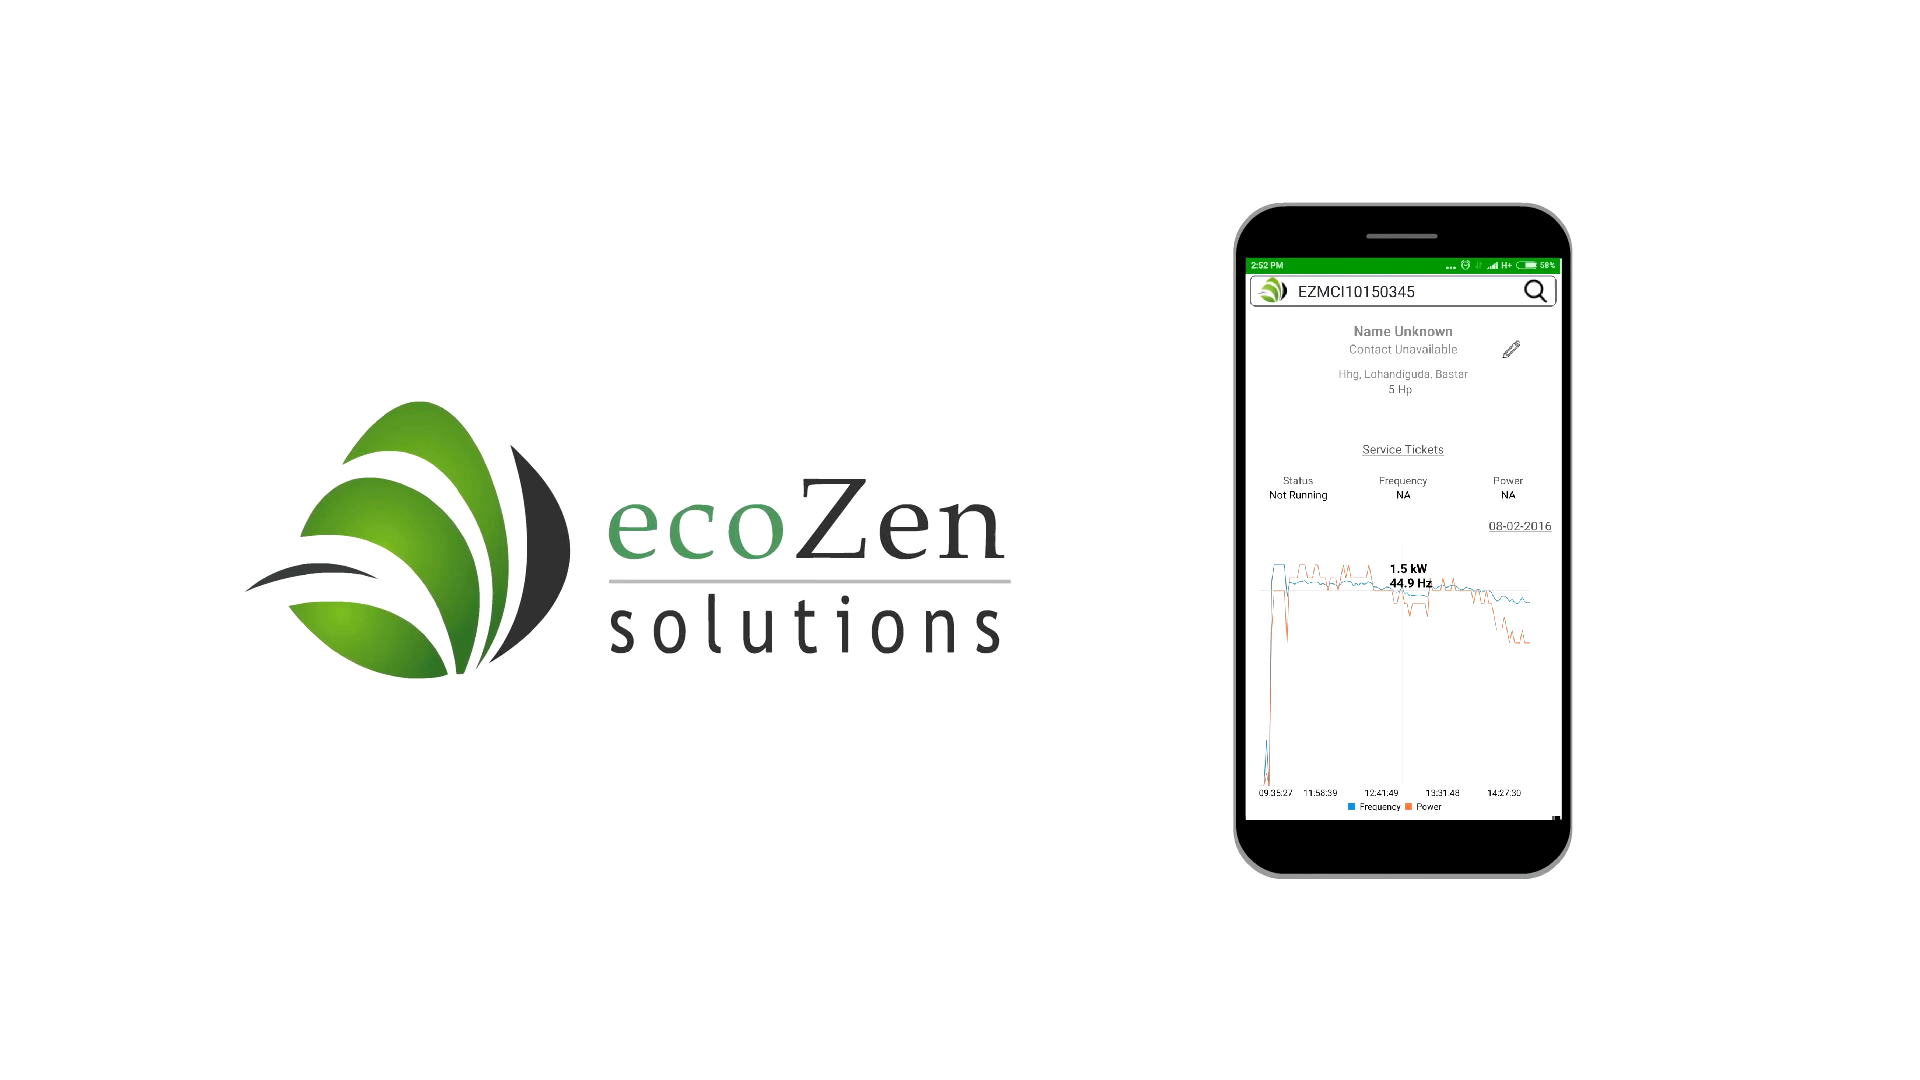 ecoZen
solutions
2:52 PM
H+ 58%
EZMCI10150345
Name Unknown
Contact Unavailable
Hhg, Lohandiguda, Bastar
5 Hp
Service Tickets
Status Frequency Power
Not Running NA NA
08-02-2016
1.5 kW
44.9 Hz
09:35:27 11:58:39 12:41:49 13:31:48 14:27:30
Frequency Power